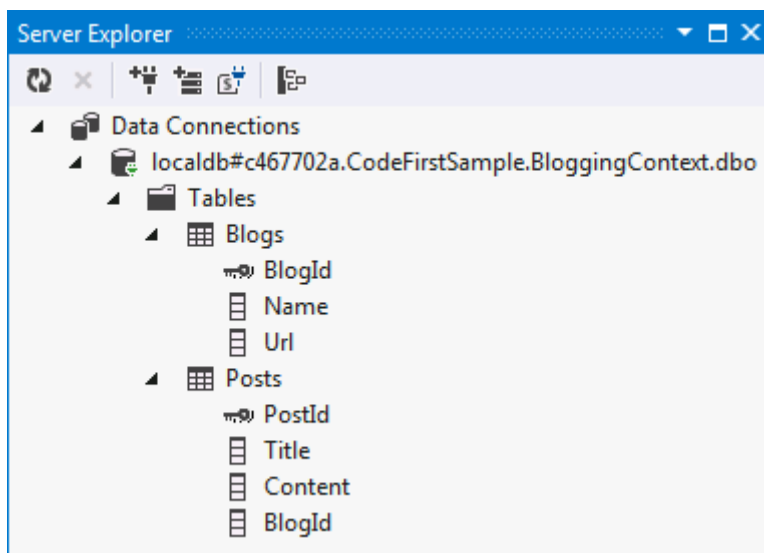 Server Explorer
Data Connections
localdb#c467702a.CodeFirstSample.BloggingContext.dbo
Tables
Blogs
BlogId
Name
Url
Posts
PostId
Title
Content
BlogId